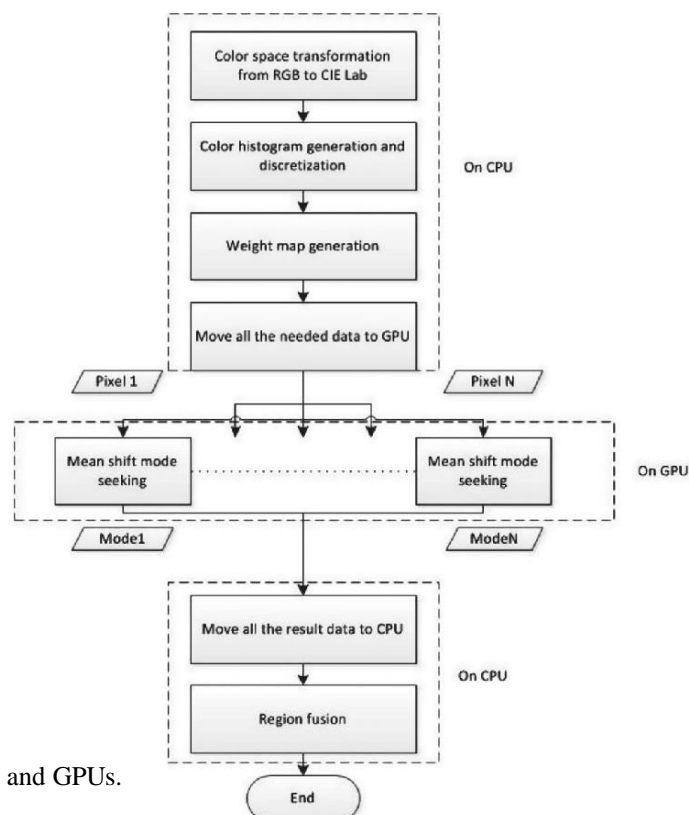 Color space transformation
from RGB to CIE Lab
Color histogram generation and
discretization
On CPU
Weight map generation
Move all the needed data to GPU
Pixel 1
Pixel N
Mean shift mode
seeking
Mean shift mode
seeking
On GPU
Mode1
ModeN
Move all the result data to CPU
On CPU
Region fusion
and GPUs.
End